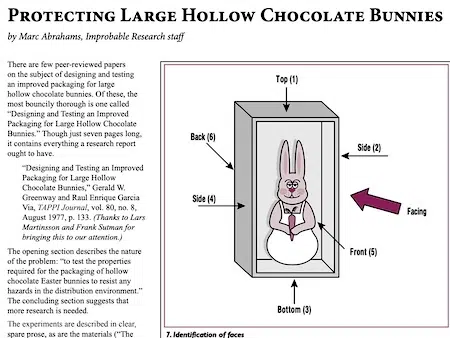 PROTECTING LARGE HOLLOW CHOCOLATE BUNNIES
by Marc Abrahams, Improbable Research staff
There are few peer-reviewed papers
on the subject of designing and testing
an improved packaging for large
hollow chocolate bunnies. Of these, the
most bouncily thorough is one called
“Designing and Testing an Improved
Packaging for Large Hollow Chocolate
Bunnies.” Though just seven pages long,
it contains everything a research report
ought to have.
“Designing and Testing an Improved
Packaging for Large Hollow
Chocolate Bunnies,” Gerald W.
Greenway and Raul Enrique Garcia
Via, TAPPI Journal, vol. 80, no. 8,
August 1977, p. 133. (Thanks to Lars
Martinsson and Frank Sutman for
bringing this to our attention.)
The opening section describes the nature
of the problem: “to test the properties
required for the packaging of hollow
chocolate Easter bunnies to resist any
hazards in the distribution environment.”
The concluding section suggests that
more research is needed.
The experiments are described in clear,
spare prose, as are the materials (“The
Top (1)
Back (6)
Side (2)
Side (4)
Facing
Front (5)
Bottom (3)
7. Identification of faces